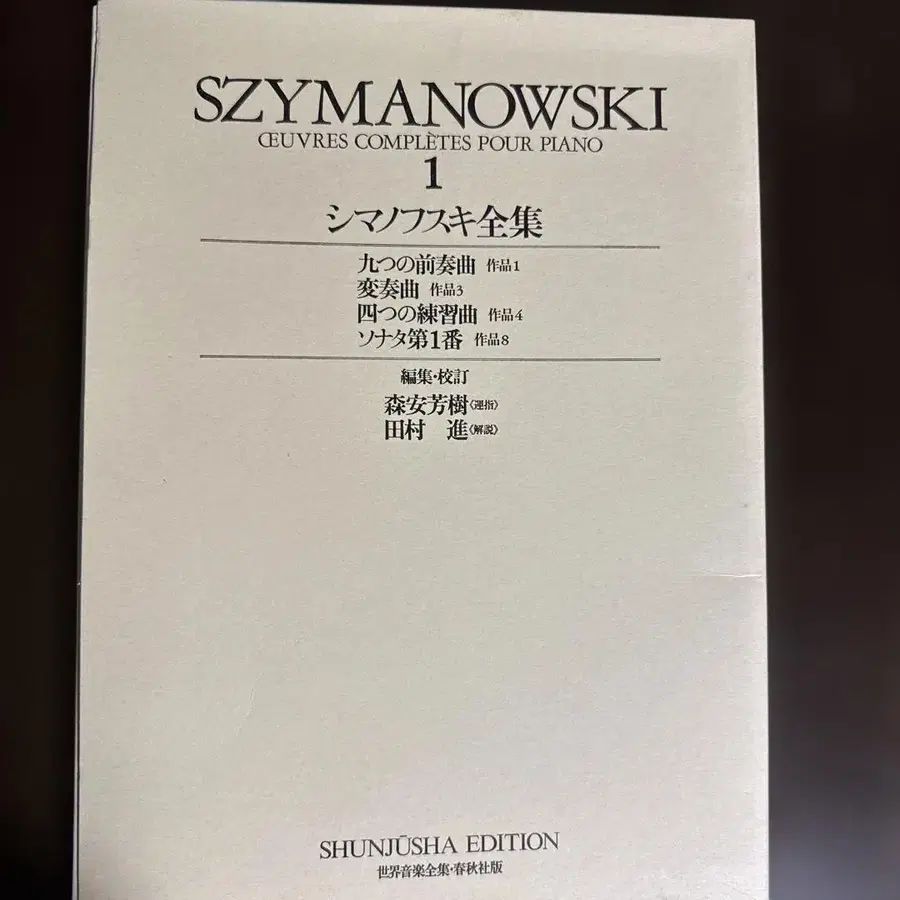 SZYMANOWSKI
ŒUVRES COMPLÈTES POUR PIANO
1
シマノフスキ全集
九つの前奏曲 作品1
変奏曲 作品3
四つの練習曲 作品4
ソナタ第1番 作品8
編集・校訂
森安芳樹〈運指〉
田村 進〈解説〉
SHUNJŪSHA EDITION
世界音楽全集・春秋社版